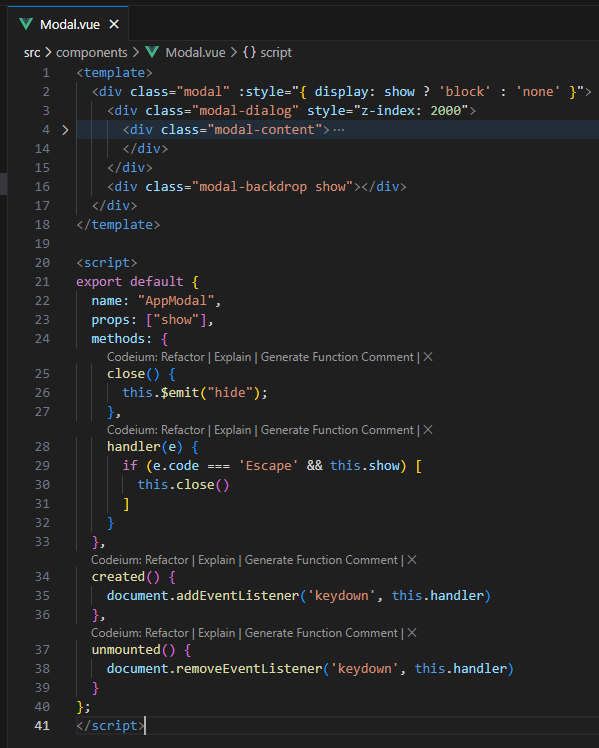 Modal.vue ×
src > components > Modal.vue > {} script
1 <template>
2 <div class="modal" :style="{ display: show ? 'block' : 'none' }">
3 <div class="modal-dialog" style="z-index: 2000">
4 > <div class="modal-content">···
14 </div>
15 </div>
16 <div class="modal-backdrop show"></div>
17 </div>
18 </template>
19
20 <script>
21 export default {
22 name: "AppModal",
23 props: ["show"],
24 methods: {
Codeium: Refactor | Explain | Generate Function Comment | ×
25 close() {
26 this.$emit("hide");
27 },
Codeium: Refactor | Explain | Generate Function Comment | ×
28 handler(e) {
29 if (e.code === 'Escape' && this.show) [
30 this.close()
31 ]
32 }
33 },
Codeium: Refactor | Explain | Generate Function Comment | ×
34 created() {
35 document.addEventListener('keydown', this.handler)
36 },
Codeium: Refactor | Explain | Generate Function Comment | ×
37 unmounted() {
38 document.removeEventListener('keydown', this.handler)
39 }
40 };
41 </script>